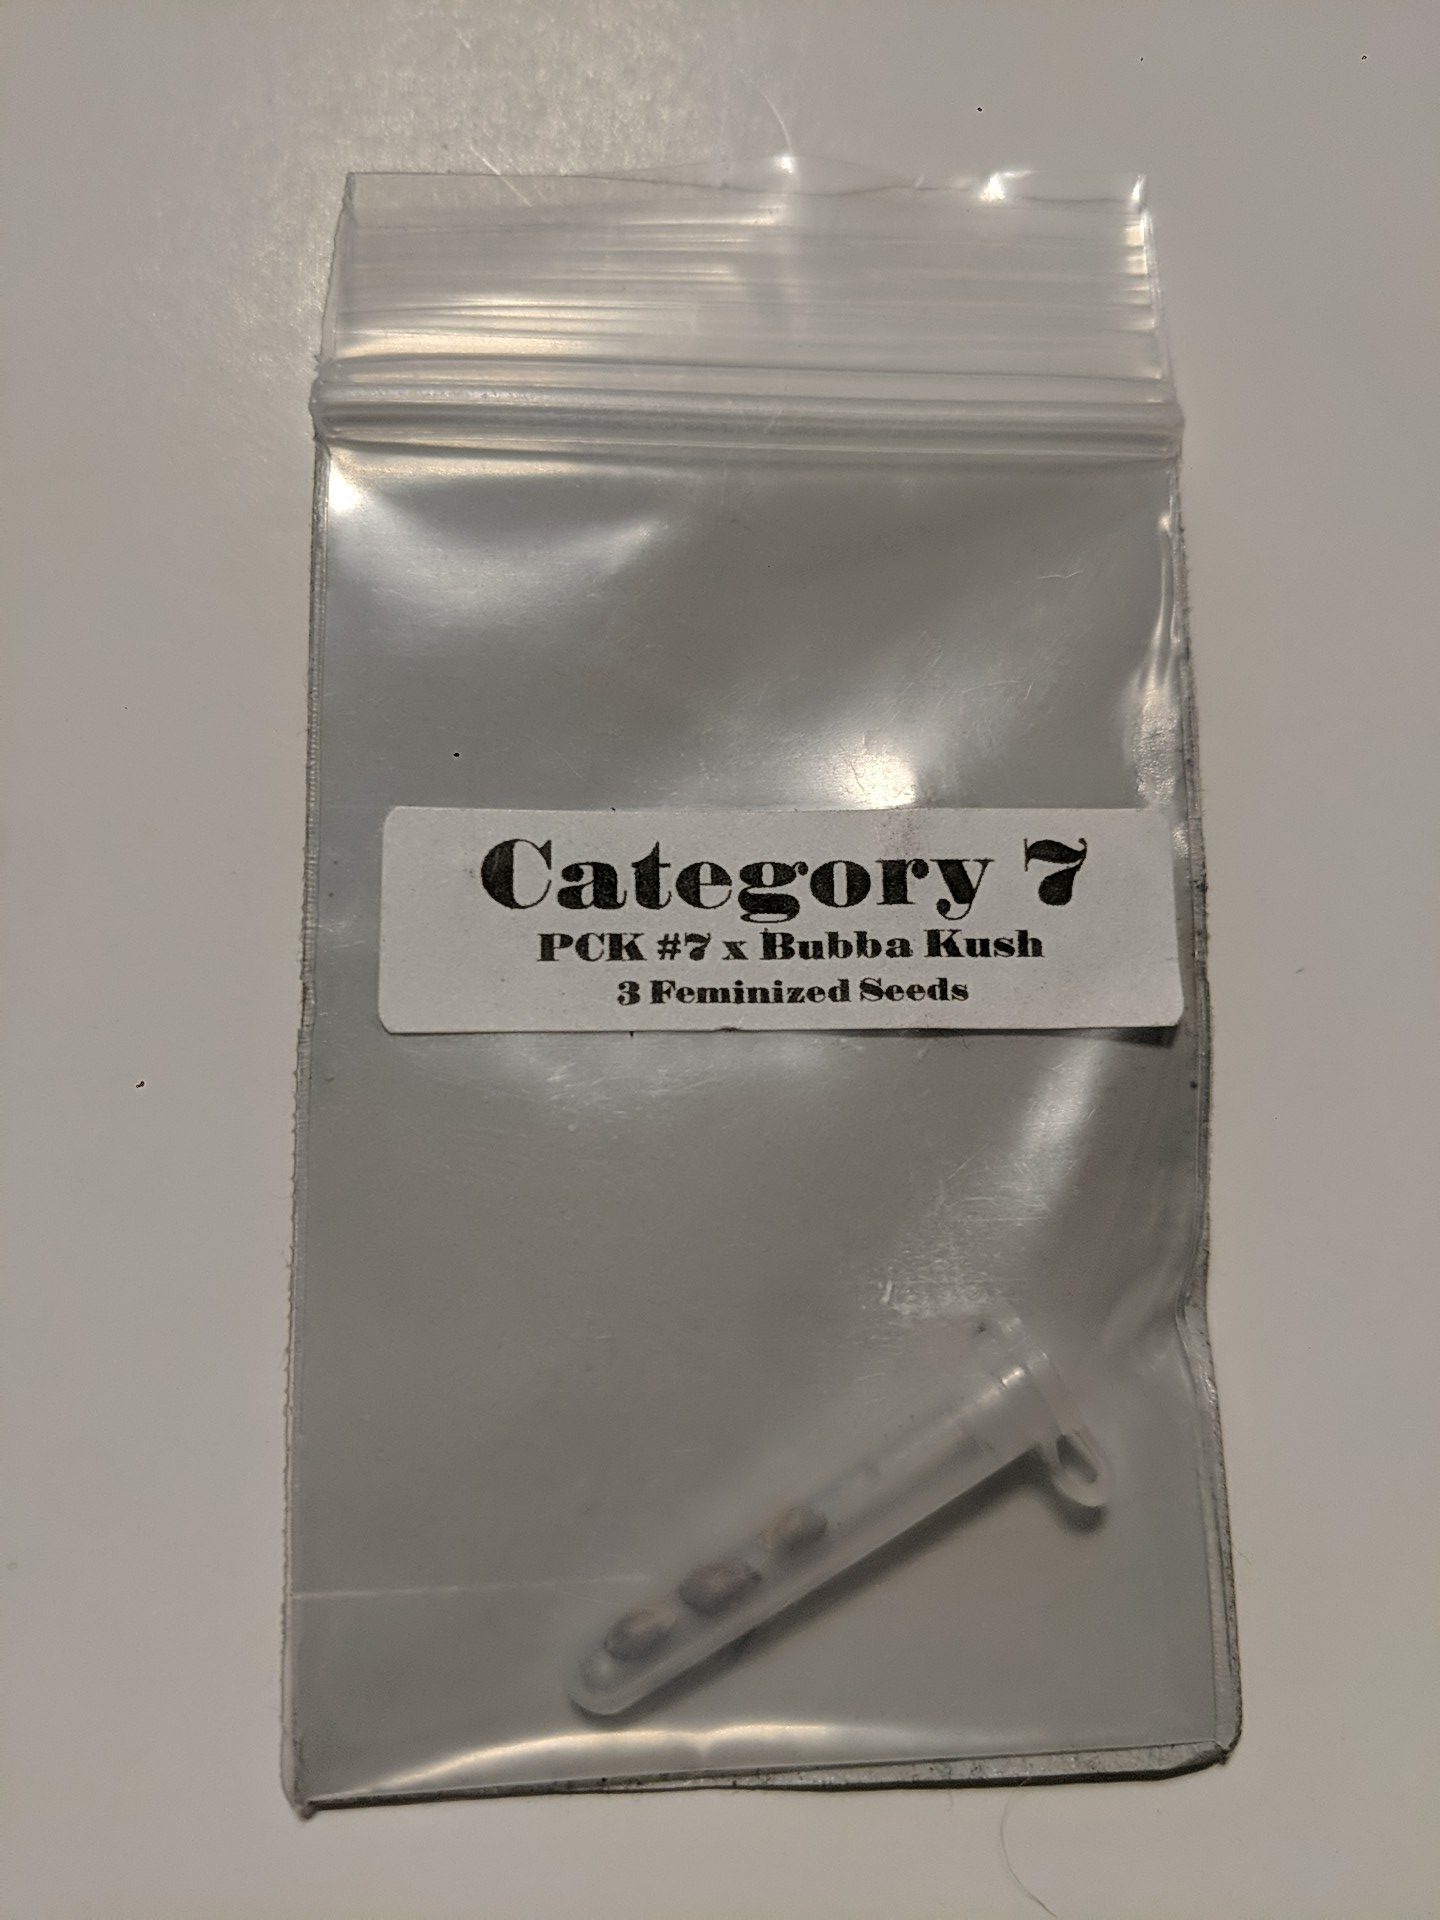 Category 7
PCK #7 x Bubba Kush
3 Feminized Seeds